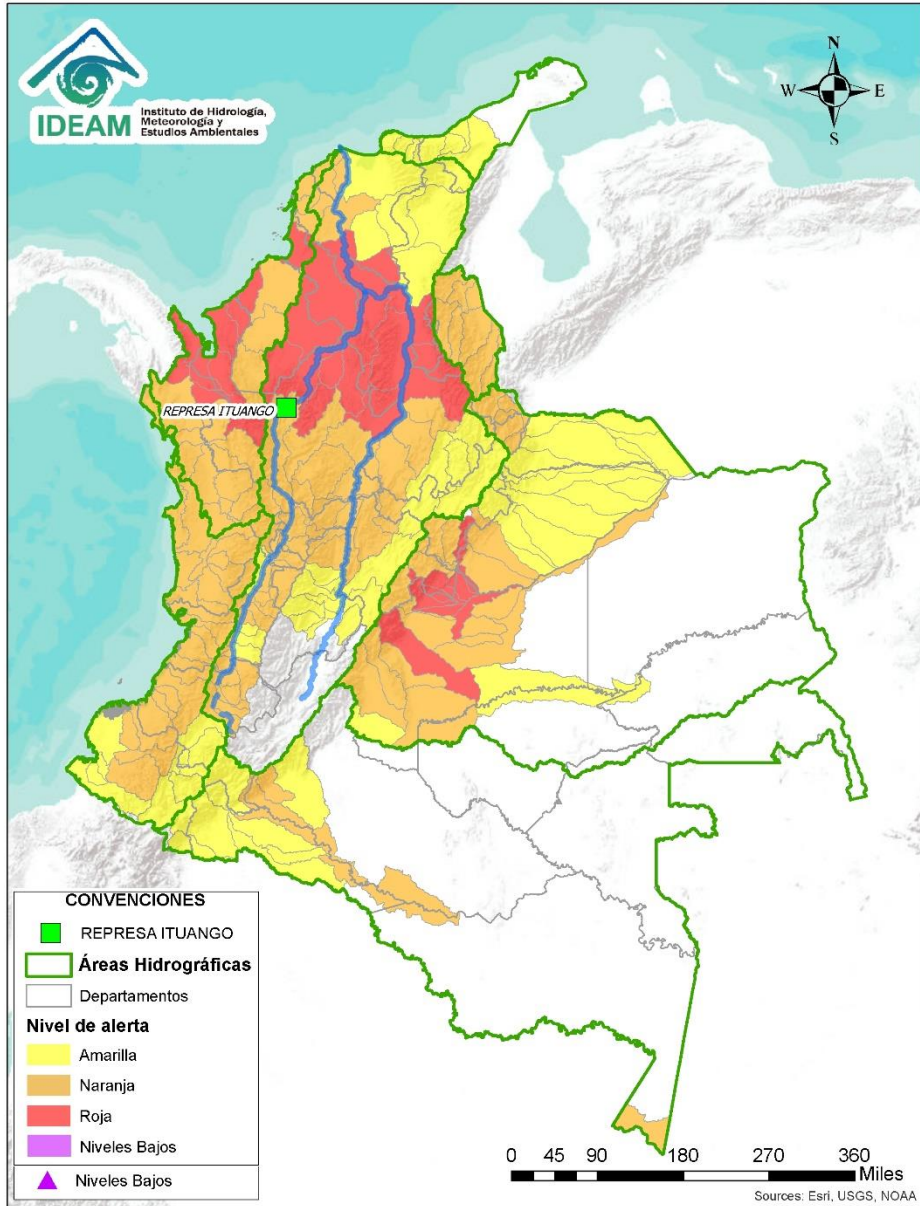 IDEAM
Instituto de Hidrología,
Meteorología y
Estudios Ambientales
N
W
E
S
REPRESA ITUANGO
CONVENCIONES
REPRESA ITUANGO
Áreas Hidrográficas
Departamentos
Nivel de alerta
Amarilla
Naranja
Roja
Niveles Bajos
Niveles Bajos
0 45 90 180 270 360
Miles
Sources: Esri, USGS, NOAA